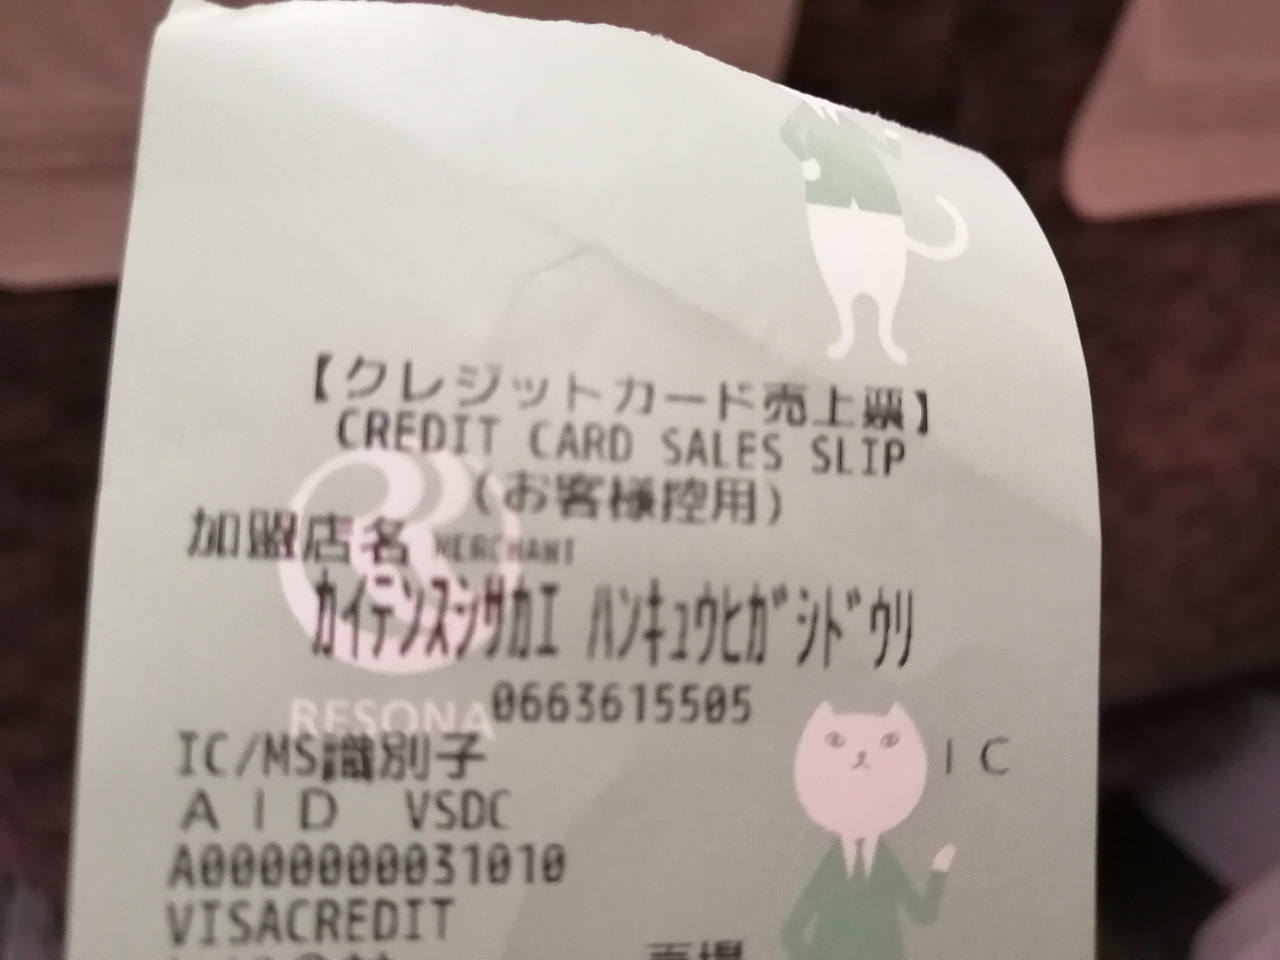 【クレジットカード売上票】
CREDIT CARD SALES SLIP
(お客様控用)
加盟店名 MERCHANT
ｶｲﾃﾝｽｼｻｶｴ ﾊﾝｷｭｳﾋｶﾞｼﾄﾞｳﾘ
0663615505
RESONA
IC/MS識別子 IC
AID VSDC
A0000000031010
VISACREDIT